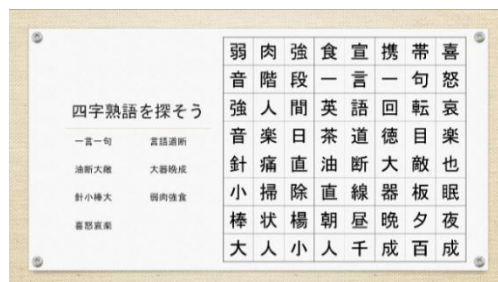 四字熟語を探そう
一言一句 言語道断
油断大敵 大器晩成
針小棒大 弱肉強食
喜怒哀楽
弱肉強食宣携帯喜
音階段一言一句怒
強人間英語回転哀
音楽日茶道徳目楽
針痛直油断大敵也
小掃除直線器板眠
棒状楊朝昼晩夕夜
大人小人千成百成